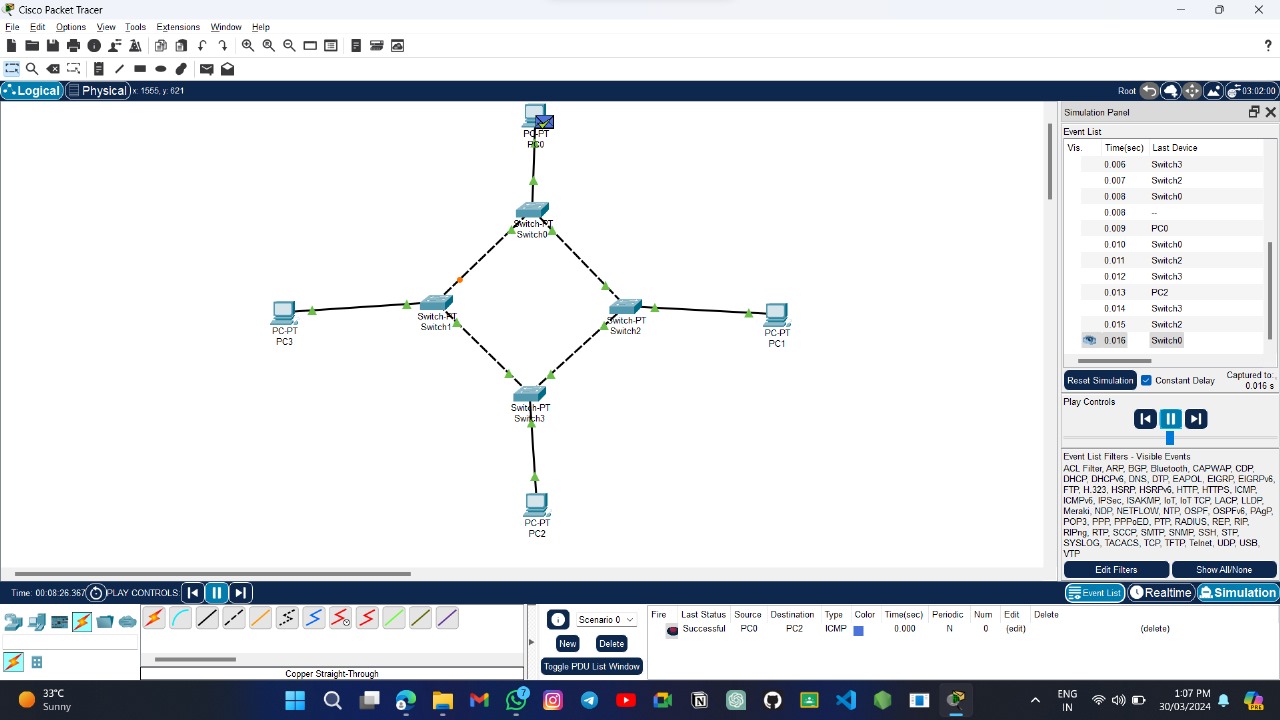 Cisco Packet Tracer
File Edit Options View Tools Extensions Window Help
?
Logical Physical x: 1555, y: 621
Root 03:02:00
PC-PT
PC0
Switch-PT
Switch0
Switch-PT
Switch1
Switch-PT
Switch2
PC-PT
PC3
PC-PT
PC1
Switch-PT
Switch3
PC-PT
PC2
Simulation Panel
Event List
Vis. Time(sec) Last Device
0.006 Switch3
0.007 Switch2
0.008 Switch0
0.008 --
0.009 PC0
0.010 Switch0
0.011 Switch2
0.012 Switch3
0.013 PC2
0.014 Switch3
0.015 Switch2
0.016 Switch0
Reset Simulation Constant Delay Captured to:
0.016 s
Play Controls
Event List Filters - Visible Events
ACL Filter, ARP, BGP, Bluetooth, CAPWAP, CDP,
DHCP, DHCPv6, DNS, DTP, EAPOL, EIGRP, EIGRPv6,
FTP, H.323, HSRP, HSRPv6, HTTP, HTTPS, ICMP,
ICMPv6, IPSec, ISAKMP, IoT, IoT TCP, LACP, LLDP,
Meraki, NDP, NETFLOW, NTP, OSPF, OSPFv6, PAgP,
POP3, PPP, PPPoED, PTP, RADIUS, REP, RIP,
RIPng, RTP, SCCP, SMTP, SNMP, SSH, STP,
SYSLOG, TACACS, TCP, TFTP, Telnet, UDP, USB,
VTP
Edit Filters Show All/None
Time: 00:08:26.367 PLAY CONTROLS:
Event List Realtime Simulation
Copper Straight-Through
Scenario 0
New Delete
Toggle PDU List Window
Fire Last Status Source Destination Type Color Time(sec) Periodic Num Edit Delete
Successful PC0 PC2 ICMP 0.000 N 0 (edit) (delete)
33°C
Sunny
7
ENG
IN
1:07 PM
30/03/2024
PRE